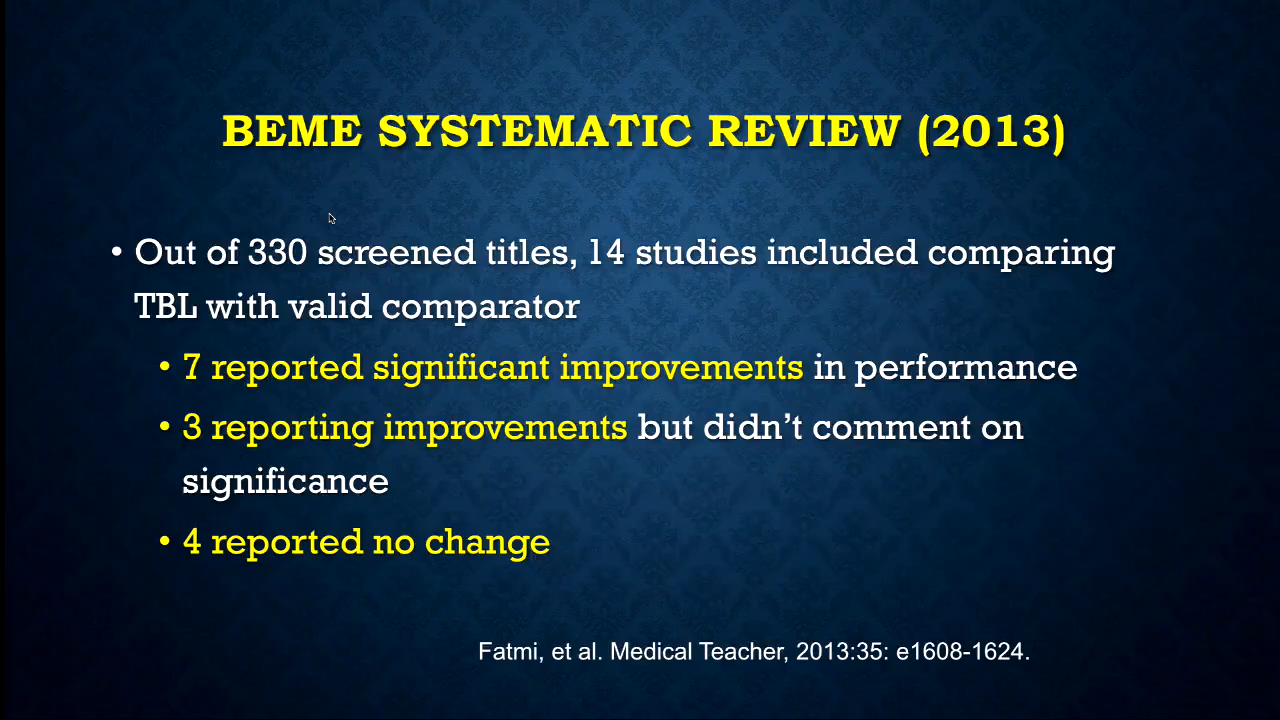 BEME SYSTEMATIC REVIEW (2013)
• Out of 330 screened titles, 14 studies included comparing
TBL with valid comparator
• 7 reported significant improvements in performance
• 3 reporting improvements but didn’t comment on
significance
• 4 reported no change
Fatmi, et al. Medical Teacher, 2013:35: e1608-1624.